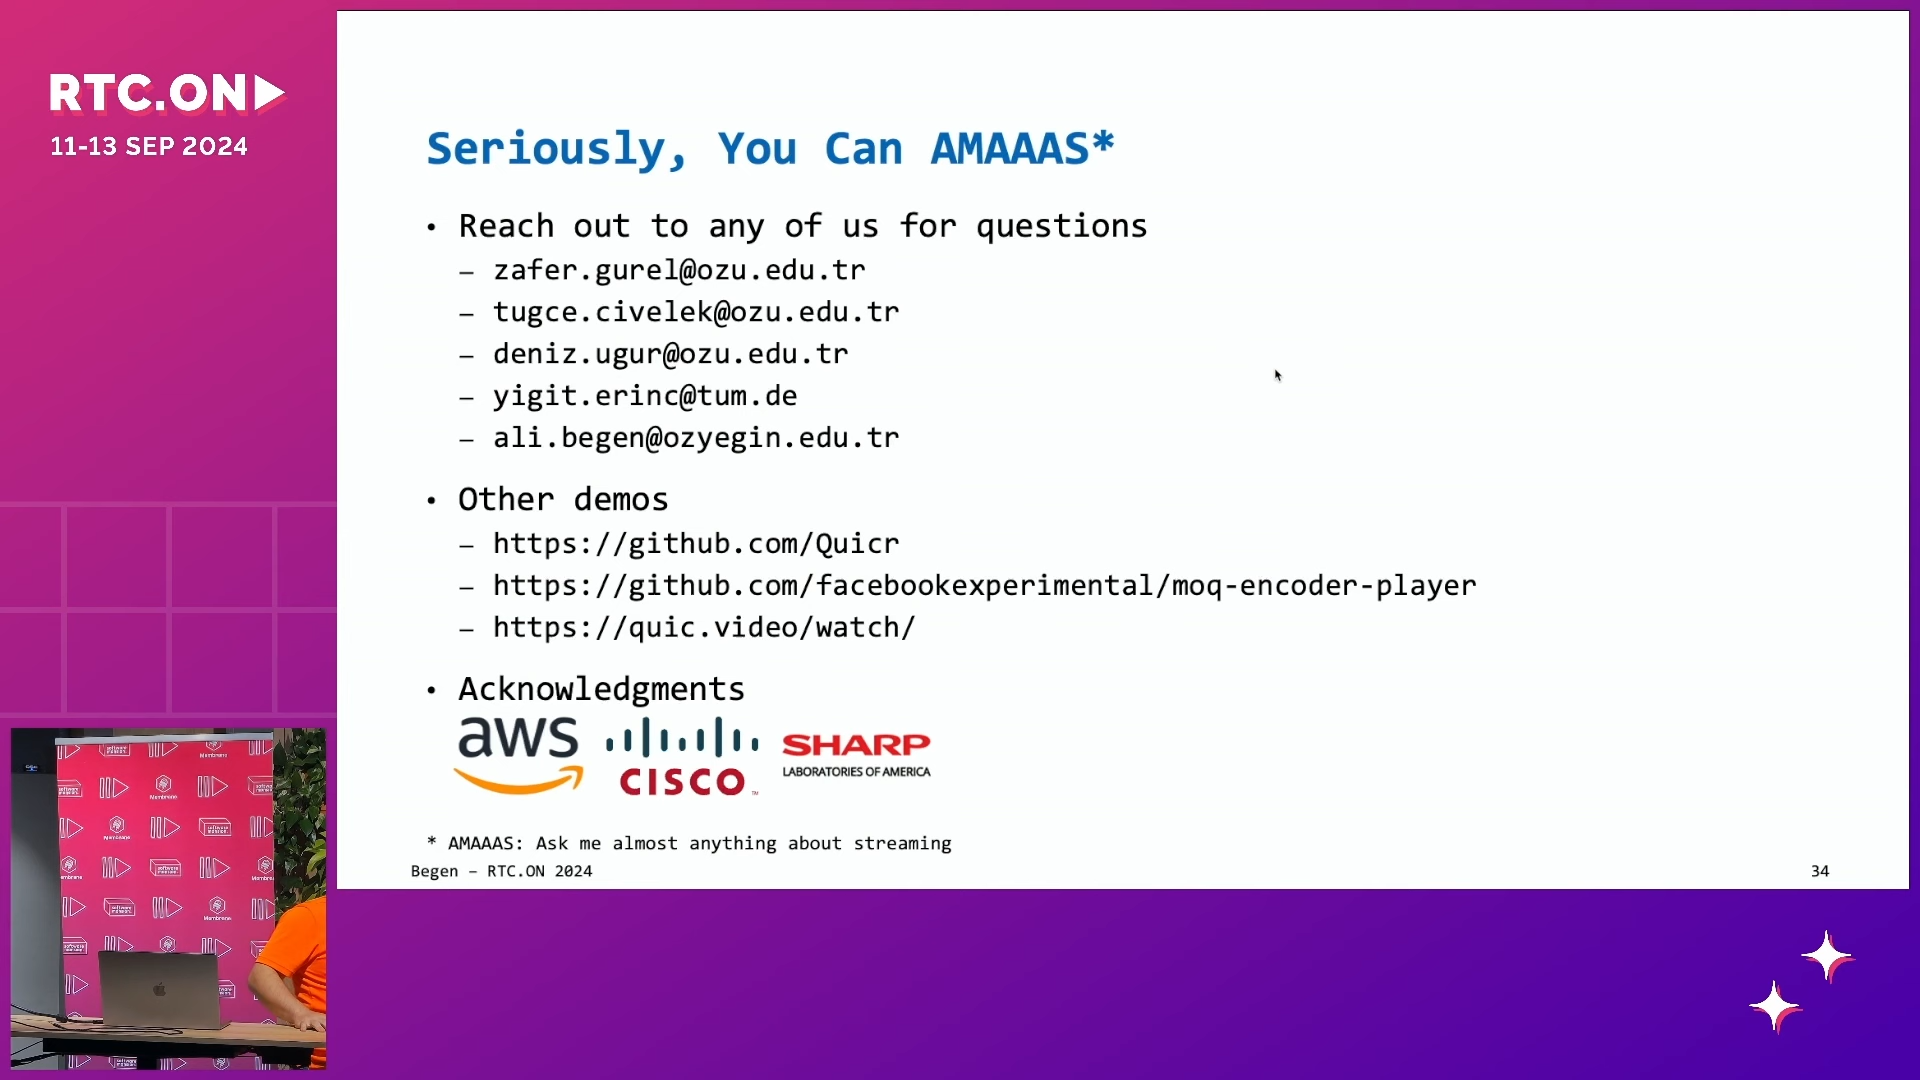 RTC.ON
11-13 SEP 2024
Seriously, You Can AMAAAS*
• Reach out to any of us for questions
– zafer.gurel@ozu.edu.tr
– tugce.civelek@ozu.edu.tr
– deniz.ugur@ozu.edu.tr
– yigit.erinc@tum.de
– ali.begen@ozyegin.edu.tr
• Other demos
– https://github.com/Quicr
– https://github.com/facebookexperimental/moq-encoder-player
– https://quic.video/watch/
• Acknowledgments
aws
CISCO™
SHARP
LABORATORIES OF AMERICA
* AMAAAS: Ask me almost anything about streaming
Begen – RTC.ON 2024
34
Membrane
software mansion